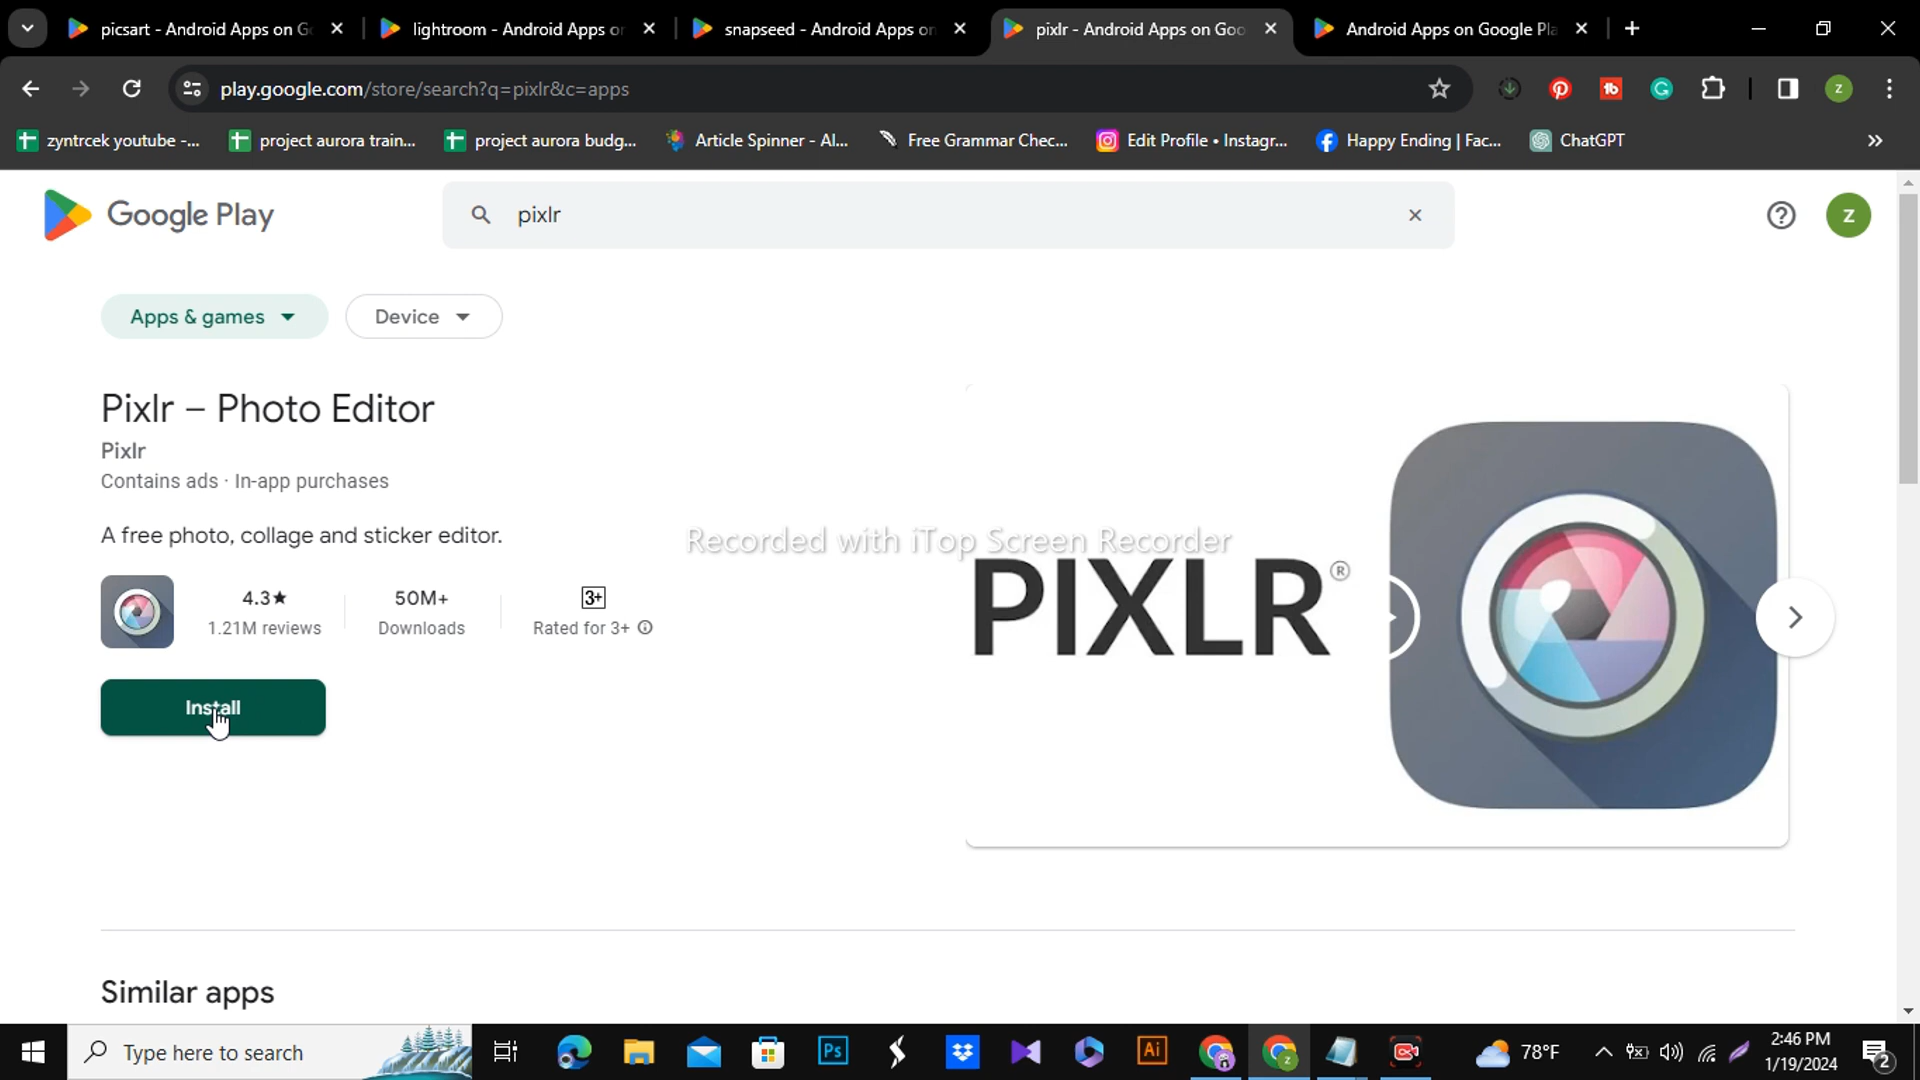 picsart - Android Apps on G
lightroom - Android Apps or
snapseed - Android Apps on
pixlr - Android Apps on Goo
Android Apps on Google Pla
play.google.com/store/search?q=pixlr&c=apps
z
zyntrcek youtube -...
project aurora train...
project aurora budg...
Article Spinner - Al...
Free Grammar Chec...
Edit Profile • Instagr...
Happy Ending | Fac...
ChatGPT
Google Play
pixlr
z
Apps & games
Device
Pixlr – Photo Editor
Pixlr
Contains ads · In-app purchases
A free photo, collage and sticker editor.
Recorded with iTop Screen Recorder
PIXLR®
4.3★
1.21M reviews
50M+
Downloads
3+
Rated for 3+
Install
Similar apps
Type here to search
Ps
Ai
78°F
2:46 PM
1/19/2024
2